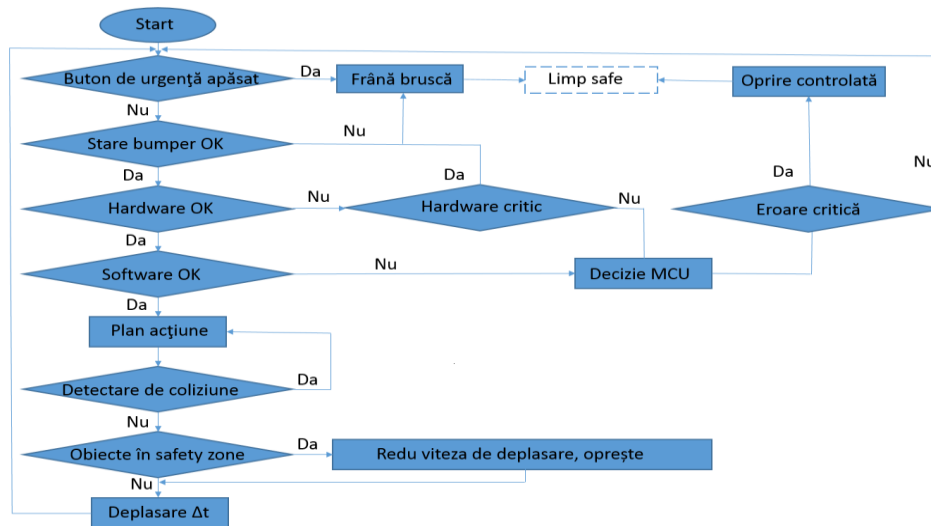 Start
Buton de urgenţă apăsat
Da
Frână bruscă
Limp safe
Oprire controlată
Nu
Stare bumper OK
Nu
Da
Da
Da
Nu
Hardware OK
Nu
Hardware critic
Nu
Eroare critică
Da
Software OK
Nu
Decizie MCU
Da
Plan acţiune
Detectare de coliziune
Da
Nu
Obiecte în safety zone
Da
Redu viteza de deplasare, oprește
Nu
Deplasare Δt